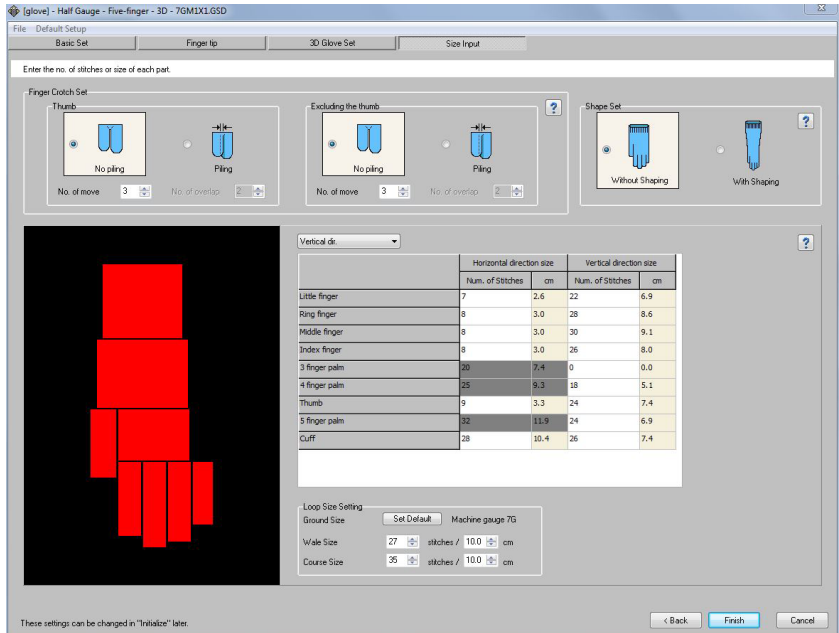 [glove] - Half Gauge - Five-finger - 3D - 7GM1X1.GSD
File Default Setup
Basic Set Finger tip 3D Glove Set Size Input
Enter the no. of stitches or size of each part.
Finger Crotch Set
Thumb
No piling Piling
No. of move 3 No. of overlap 2
Excluding the thumb
No piling Piling
No. of move 3 No. of overlap 2
?
Shape Set
?
Without Shaping With Shaping
Vertical dir.
?
Horizontal direction size Vertical direction size
Num. of Stitches cm Num. of Stitches cm
Little finger 7 2.6 22 6.9
Ring finger 8 3.0 28 8.6
Middle finger 8 3.0 30 9.1
Index finger 8 3.0 26 8.0
3 finger palm 20 7.4 0 0.0
4 finger palm 25 9.3 18 5.1
Thumb 9 3.3 24 7.4
5 finger palm 32 11.9 24 6.9
Cuff 28 10.4 26 7.4
Loop Size Setting
Ground Size Set Default Machine gauge 7G
Wale Size 27 stitches / 10.0 cm
Course Size 35 stitches / 10.0 cm
These settings can be changed in "Initialize" later.
< Back Finish Cancel